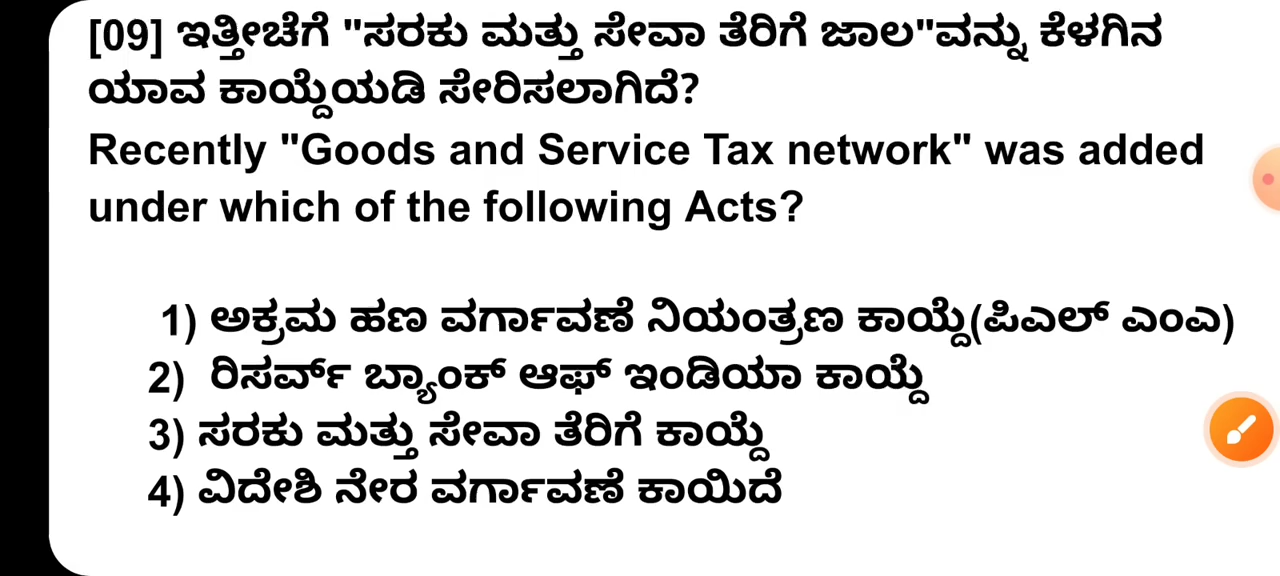 [09] ಇತ್ತೀಚೆಗೆ "ಸರಕು ಮತ್ತು ಸೇವಾ ತೆರಿಗೆ ಜಾಲ"ವನ್ನು ಕೆಳಗಿನ
ಯಾವ ಕಾಯ್ದೆಯಡಿ ಸೇರಿಸಲಾಗಿದೆ?
Recently "Goods and Service Tax network" was added
under which of the following Acts?
1) ಅಕ್ರಮ ಹಣ ವರ್ಗಾವಣೆ ನಿಯಂತ್ರಣ ಕಾಯ್ದೆ(ಪಿಎಲ್ ಎಂಎ)
2) ರಿಸರ್ವ್ ಬ್ಯಾಂಕ್ ಆಫ್ ಇಂಡಿಯಾ ಕಾಯ್ದೆ
3) ಸರಕು ಮತ್ತು ಸೇವಾ ತೆರಿಗೆ ಕಾಯ್ದೆ
4) ವಿದೇಶಿ ನೇರ ವರ್ಗಾವಣೆ ಕಾಯಿದೆ